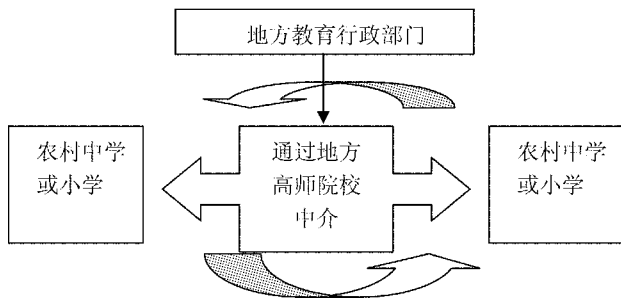 地方教育行政部门
农村中学
或小学
通过地方
高师院校
中介
农村中学
或小学